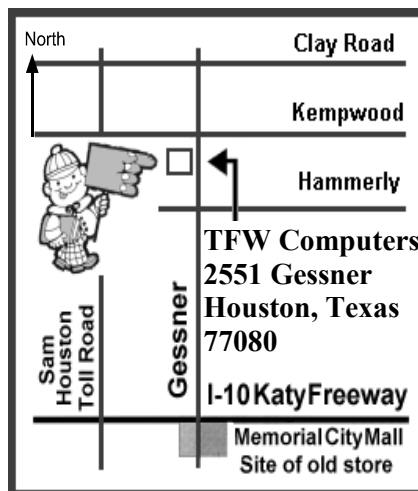 North
Clay Road
Kempwood
Hammerly
TFW Computers
2551 Gessner
Houston, Texas
77080
Sam
Houston
Toll Road
Gessner
I-10 Katy Freeway
Memorial City Mall
Site of old store